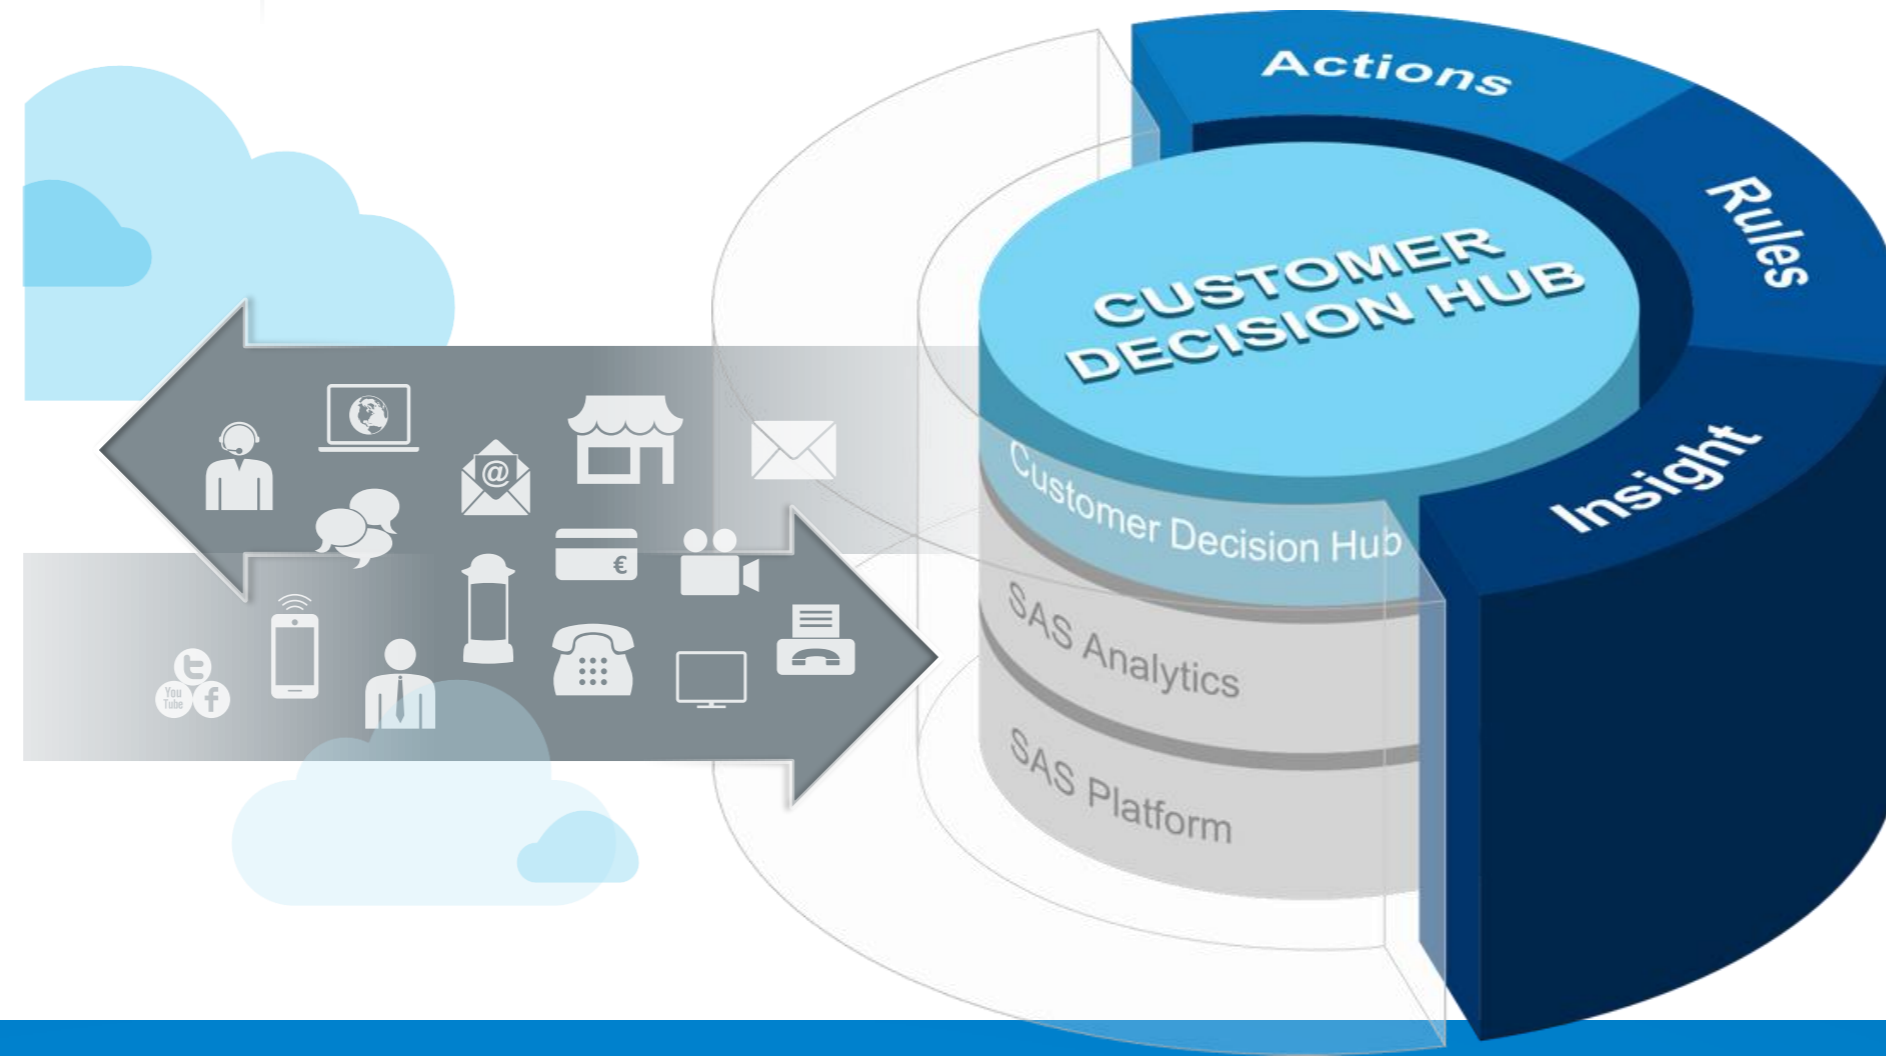 Actions
Rules
Insight
CUSTOMER
DECISION HUB
Customer Decision Hub
SAS Analytics
SAS Platform
@
€
t
You
Tube
f